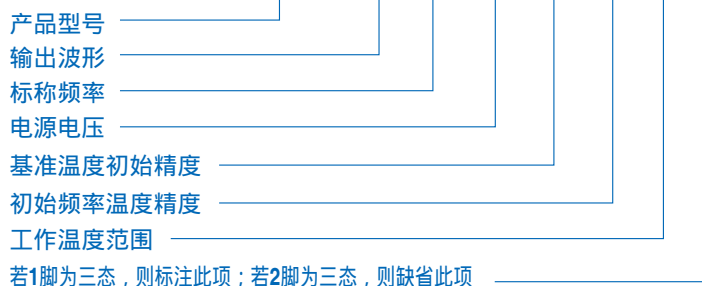 产品型号
输出波形
标称频率
电源电压
基准温度初始精度
初始频率温度精度
工作温度范围
若1脚为三态，则标注此项；若2脚为三态，则缺省此项